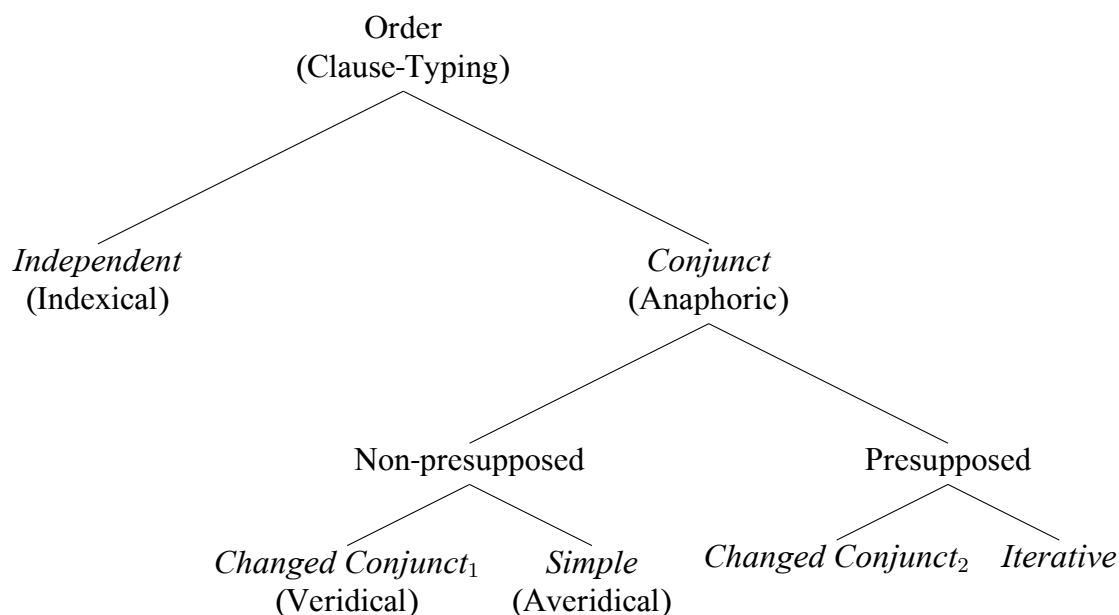 Order
(Clause-Typing)
Independent
(Indexical)
Conjunct
(Anaphoric)
Non-presupposed
Presupposed
Changed Conjunct₁
(Veridical)
Simple
(Averidical)
Changed Conjunct₂
Iterative